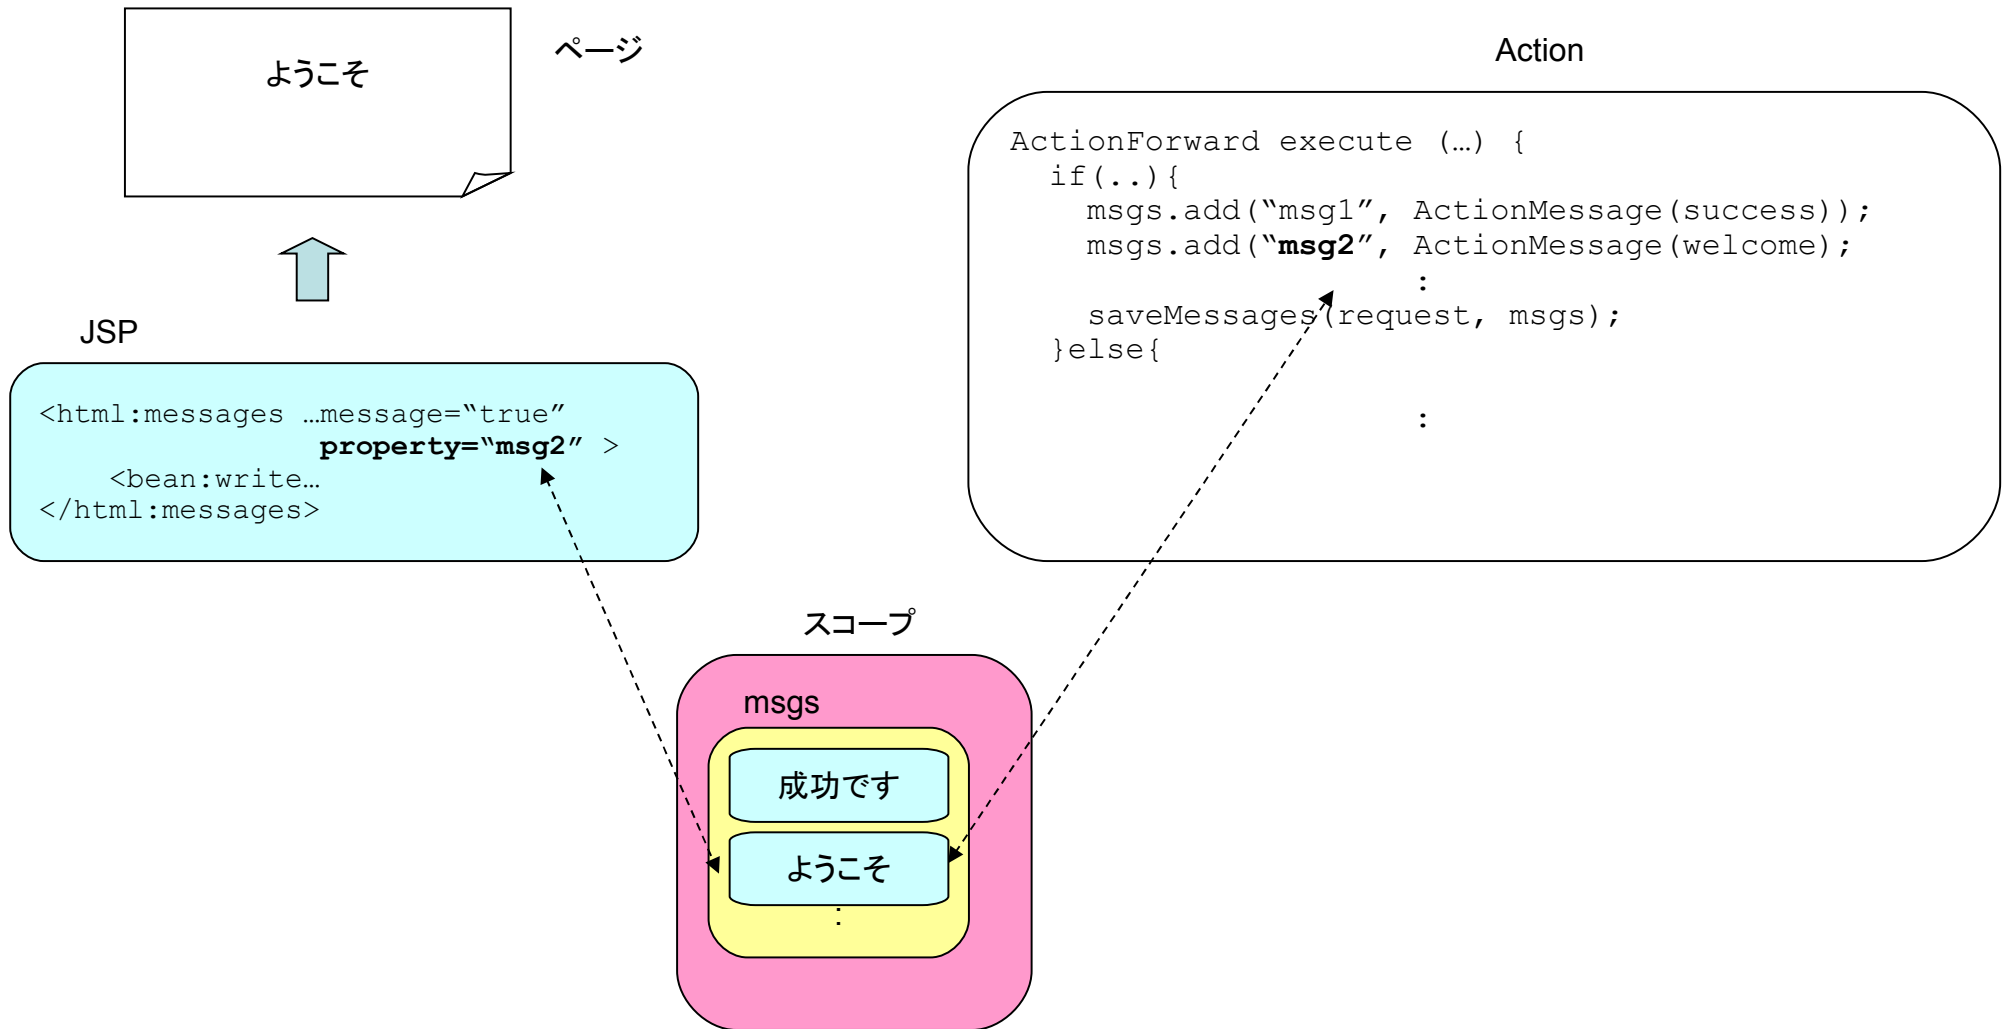 ページ
ようこそ
Action
ActionForward execute (…) {
if(..){
msgs.add(“msg1”, ActionMessage(success));
msgs.add(“msg2”, ActionMessage(welcome);
:
saveMessages(request, msgs);
}else{
:
JSP
<html:messages …message=“true”
property=“msg2” >
<bean:write…
</html:messages>
スコープ
msgs
成功です
ようこそ
: